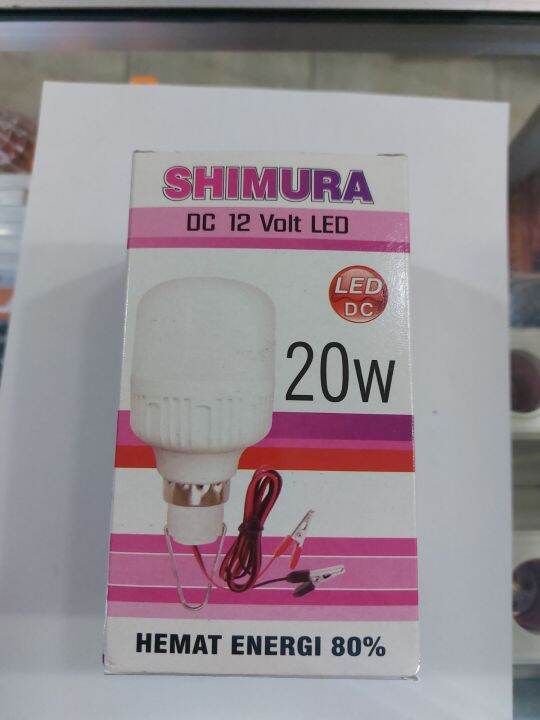 SHIMURA
DC 12 Volt LED
LED
DC
20W
HEMAT ENERGI 80%